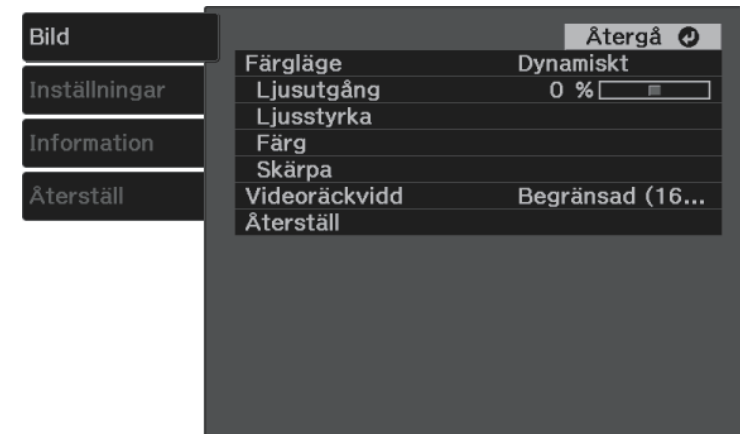 Bild
Inställningar
Information
Återställ
Återgå
Färgläge Dynamiskt
Ljusutgång 0 %
Ljusstyrka
Färg
Skärpa
Videoräckvidd Begränsad (16...
Återställ